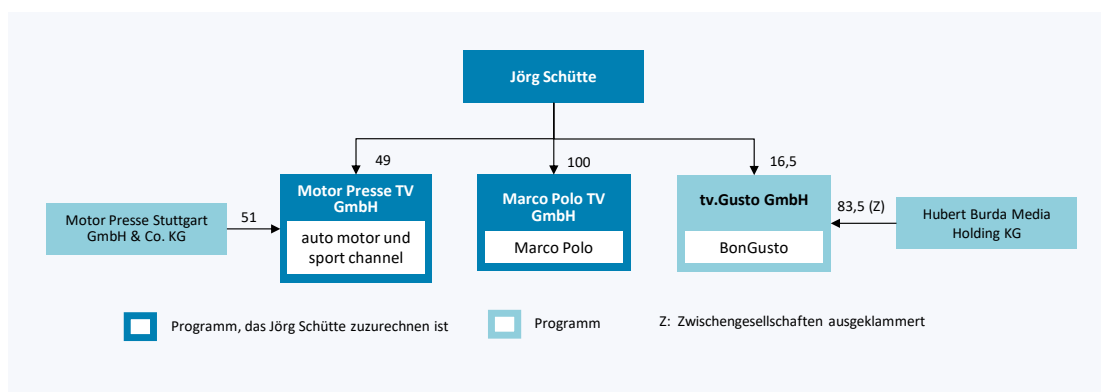 Jörg Schütte
49
100
16,5
Motor Presse TV
GmbH
auto motor und
sport channel
Marco Polo TV
GmbH
Marco Polo
tv.Gusto GmbH
BonGusto
Motor Presse Stuttgart
GmbH & Co. KG
51
83,5 (Z)
Hubert Burda Media
Holding KG
Programm, das Jörg Schütte zuzurechnen ist
Programm
Z: Zwischengesellschaften ausgeklammert